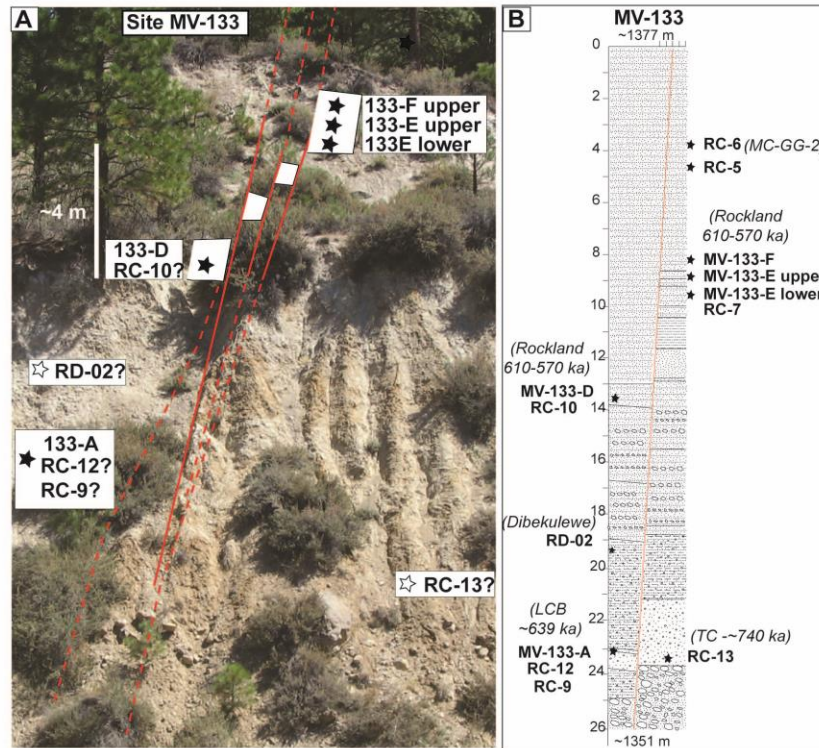 A
Site MV-133
133-F upper
133-E upper
133E lower
~4 m
133-D
RC-10?
RD-02?
133-A
RC-12?
RC-9?
RC-13?
B
MV-133
~1377 m
0
2
4
RC-6 (MC-GG-2)
RC-5
6
(Rockland
610-570 ka)
8
MV-133-F
MV-133-E upper
MV-133-E lower
RC-7
10
12
(Rockland
610-570 ka)
MV-133-D
RC-10
14
16
18
(Dibekulewe)
RD-02
20
22
(LCB
~639 ka)
MV-133-A
RC-12
RC-9
(TC -~740 ka)
RC-13
24
26
~1351 m